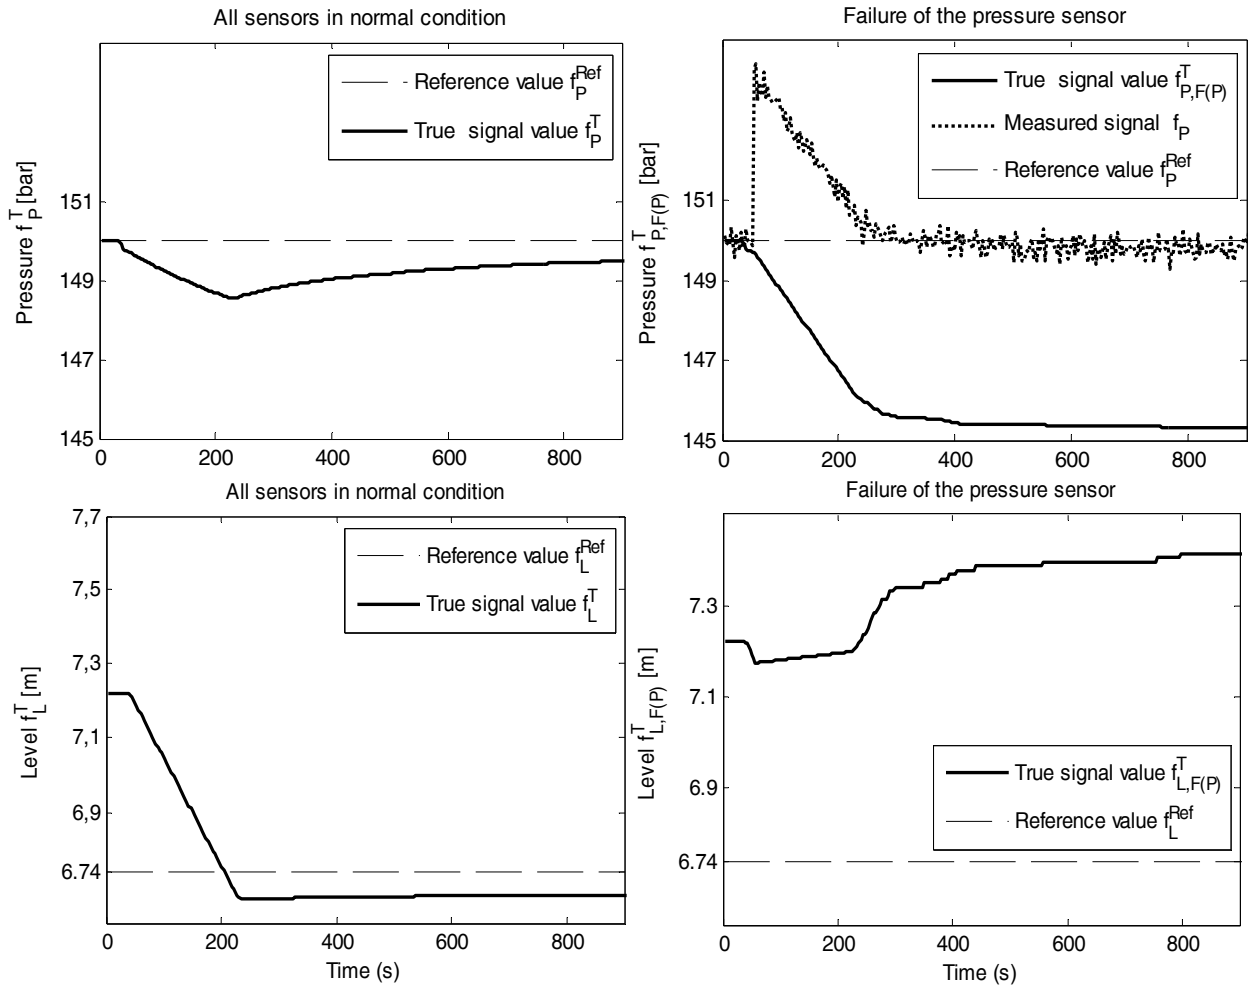 All sensors in normal condition
Reference value f_P^Ref
True signal value f_P^T
Pressure f_P^T [bar]
151
149
147
145
0 200 400 600 800
Failure of the pressure sensor
True signal value f_P,F(P)^T
Measured signal f_P
Reference value f_P^Ref
Pressure f_P,F(P)^T [bar]
151
149
147
145
0 200 400 600 800
All sensors in normal condition
Reference value f_L^Ref
True signal value f_L^T
Level f_L^T [m]
7,7
7,5
7,3
7,1
6,9
6.74
0 200 400 600 800
Time (s)
Failure of the pressure sensor
Level f_L,F(P)^T [m]
7.3
7.1
6.9
6.74
True signal value f_L,F(P)^T
Reference value f_L^Ref
0 200 400 600 800
Time (s)